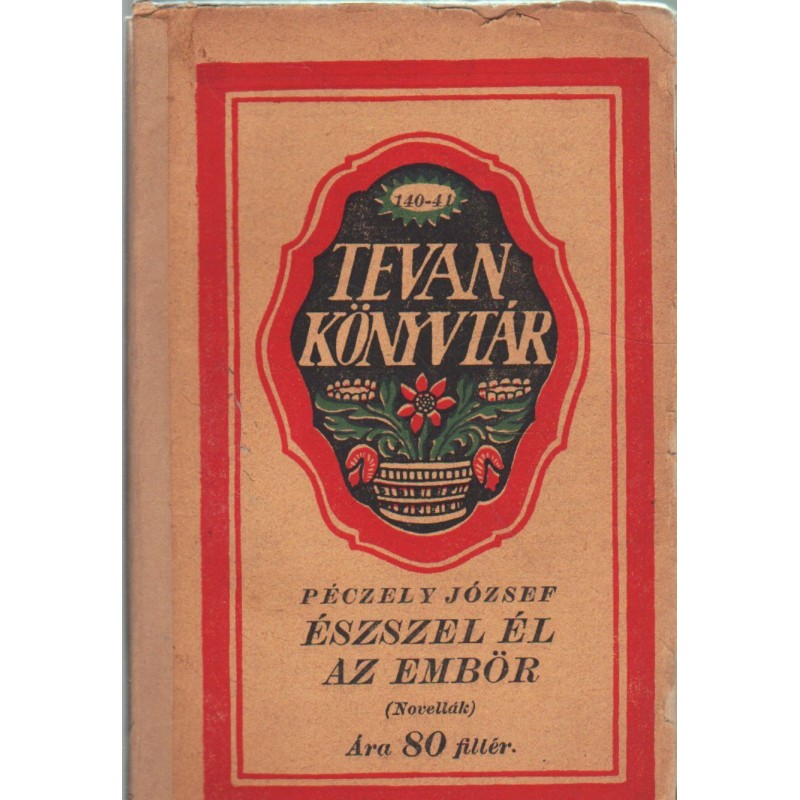 140-41
TEVAN
KÖNYVTÁR
PÉCZELY JÓZSEF
ÉSZSZEL ÉL
AZ EMBÖR
(Novellák)
Ára 80 fillér.